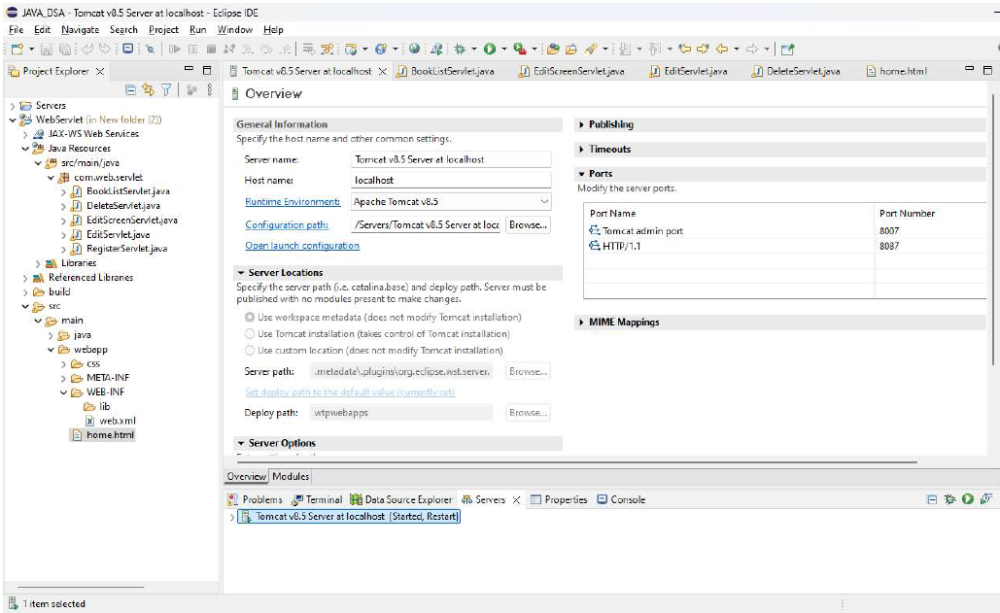 JAVA_DSA - Tomcat v8.5 Server at localhost - Eclipse IDE
File Edit Navigate Search Project Run Window Help
Project Explorer
Servers
WebServlet (in New folder (2))
JAX-WS Web Services
Java Resources
src/main/java
com.web.servlet
BookListServlet.java
DeleteServlet.java
EditScreenServlet.java
EditServlet.java
RegisterServlet.java
Libraries
Referenced Libraries
build
src
main
java
webapp
css
META-INF
WEB-INF
lib
web.xml
home.html
Tomcat v8.5 Server at localhost BookListServlet.java EditScreenServlet.java EditServlet.java DeleteServlet.java home.html
Overview
General Information
Specify the host name and other common settings.
Server name: Tomcat v8.5 Server at localhost
Host name: localhost
Runtime Environment: Apache Tomcat v8.5
Configuration path: /Servers/Tomcat v8.5 Server at loca Browse...
Open launch configuration
Server Locations
Specify the server path (i.e. catalina.base) and deploy path. Server must be
published with no modules present to make changes.
Use workspace metadata (does not modify Tomcat installation)
Use Tomcat installation (takes control of Tomcat installation)
Use custom location (does not modify Tomcat installation)
Server path: .metadata\.plugins\org.eclipse.wst.server. Browse...
Set deploy path to the default value (currently set)
Deploy path: wtpwebapps Browse...
Server Options
Publishing
Timeouts
Ports
Modify the server ports.
Port Name Port Number
Tomcat admin port 8007
HTTP/1.1 8087
MIME Mappings
Overview Modules
Problems Terminal Data Source Explorer Servers Properties Console
Tomcat v8.5 Server at localhost [Started, Restart]
1 item selected